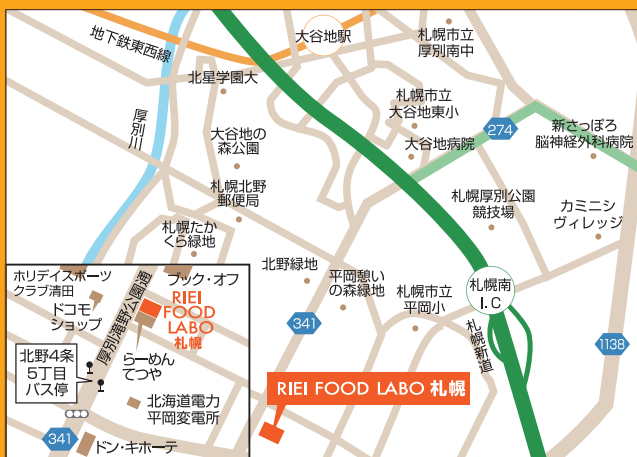 地下鉄東西線
大谷地駅
札幌市立
厚別南中
北星学園大
厚別川
大谷地の
森公園
札幌市立
大谷地東小
大谷地病院
274
新さっぽろ
脳神経外科病院
札幌北野
郵便局
札幌厚別公園
競技場
カミニシ
ヴィレッジ
札幌たか
くら緑地
北野緑地
平岡憩い
の森緑地
札幌市立
平岡小
札幌南
I.C
札幌新道
341
1138
RIEI FOOD LABO 札幌
ホリデイスポーツ
クラブ清田
ブック・オフ
ドコモ
ショップ
厚別滝野公園通
RIEI
FOOD
LABO
札幌
らーめん
てつや
北野4条
5丁目
バス停
北海道電力
平岡変電所
341
ドン・キホーテ